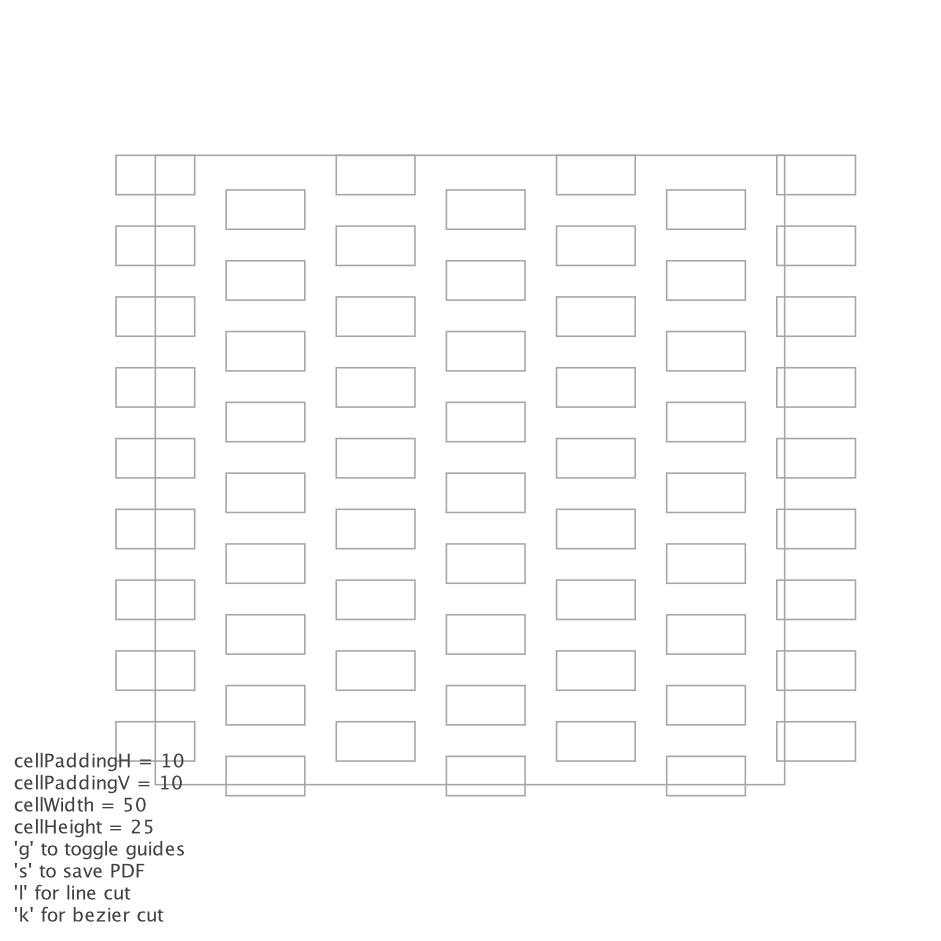 cellPaddingH = 10
cellPaddingV = 10
cellWidth = 50
cellHeight = 25
'g' to toggle guides
's' to save PDF
'l' for line cut
'k' for bezier cut